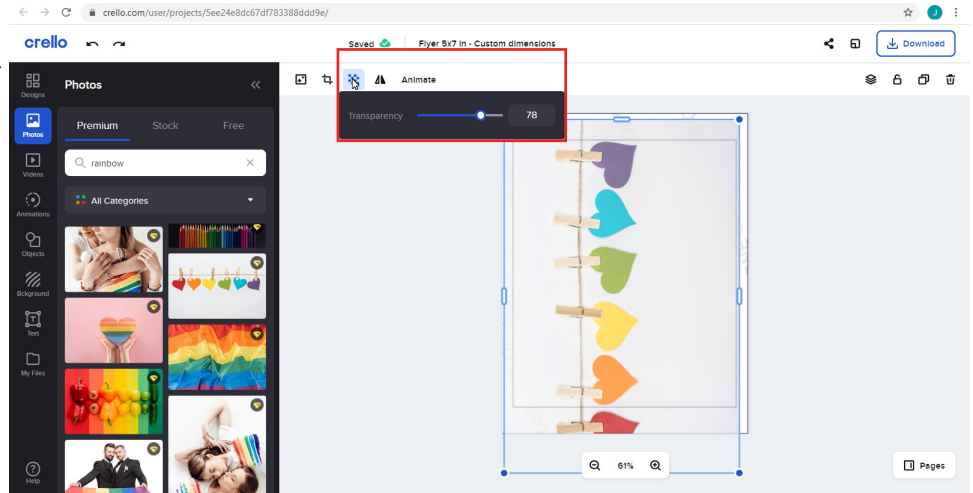 crello.com/user/projects/5ee24e8dc67df783388ddd9e/
J
crello
Saved
Flyer 5x7 in - Custom dimensions
Download
Designs
Photos
Animate
Photos
Transparency
78
Premium
Stock
Free
Videos
rainbow
Animations
All Categories
Objects
Bckground
Text
My Files
Help
61%
Pages